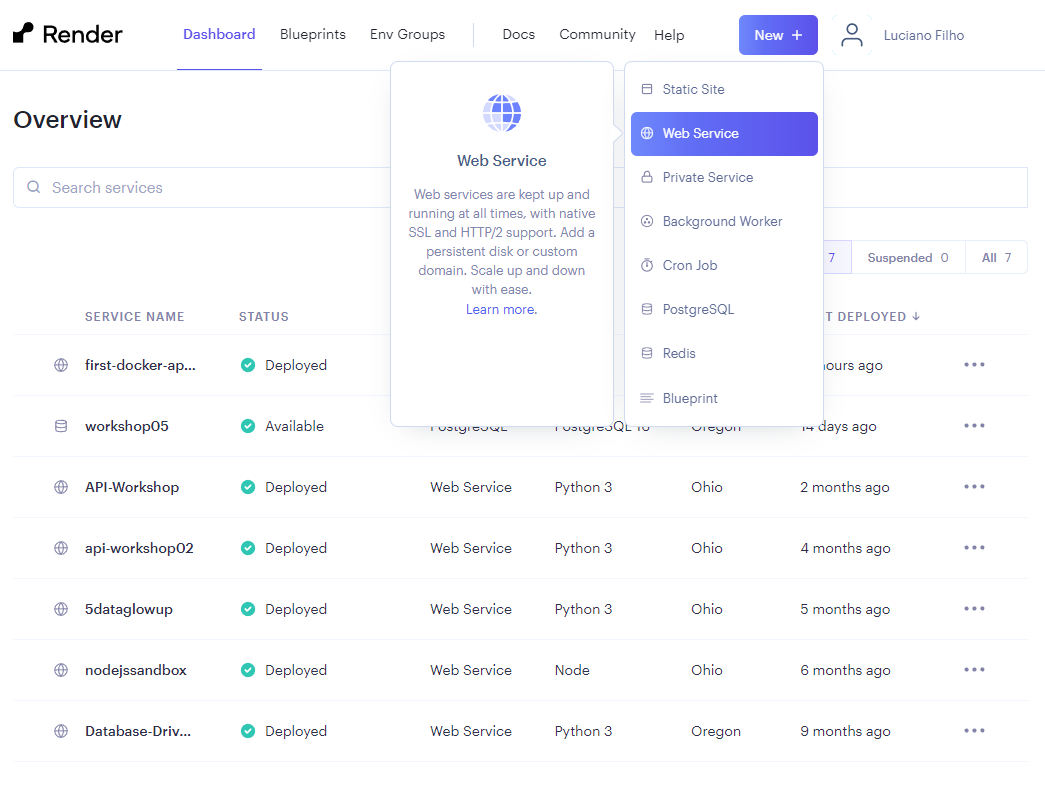 Render
Dashboard Blueprints Env Groups Docs Community Help New + Luciano Filho
Overview
Search services
Web Service
Web services are kept up and
running at all times, with native
SSL and HTTP/2 support. Add a
persistent disk or custom
domain. Scale up and down
with ease.
Learn more.
Static Site
Web Service
Private Service
Background Worker
Cron Job
PostgreSQL
Redis
Blueprint
7 Suspended 0 All 7
SERVICE NAME STATUS T DEPLOYED ↓
first-docker-ap... Deployed hours ago
workshop05 Available PostgreSQL PostgreSQL 16 Oregon 14 days ago
API-Workshop Deployed Web Service Python 3 Ohio 2 months ago
api-workshop02 Deployed Web Service Python 3 Ohio 4 months ago
5dataglowup Deployed Web Service Python 3 Ohio 5 months ago
nodejssandbox Deployed Web Service Node Ohio 6 months ago
Database-Driv... Deployed Web Service Python 3 Oregon 9 months ago